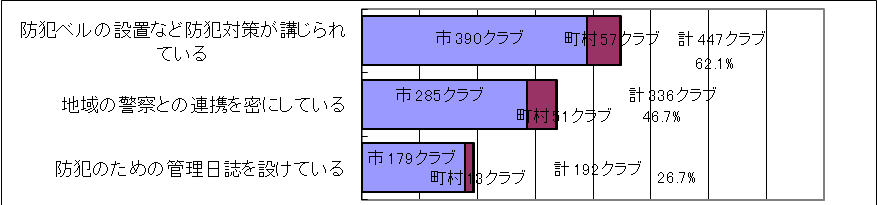 防犯ベルの設置など防犯対策が講じられ
ている
市390クラブ
町村57クラブ
計447クラブ
62.1%
地域の警察との連携を密にしている
市285クラブ
町村51クラブ
計336クラブ
46.7%
防犯のための管理日誌を設けている
市179クラブ
町村13クラブ
計192クラブ
26.7%